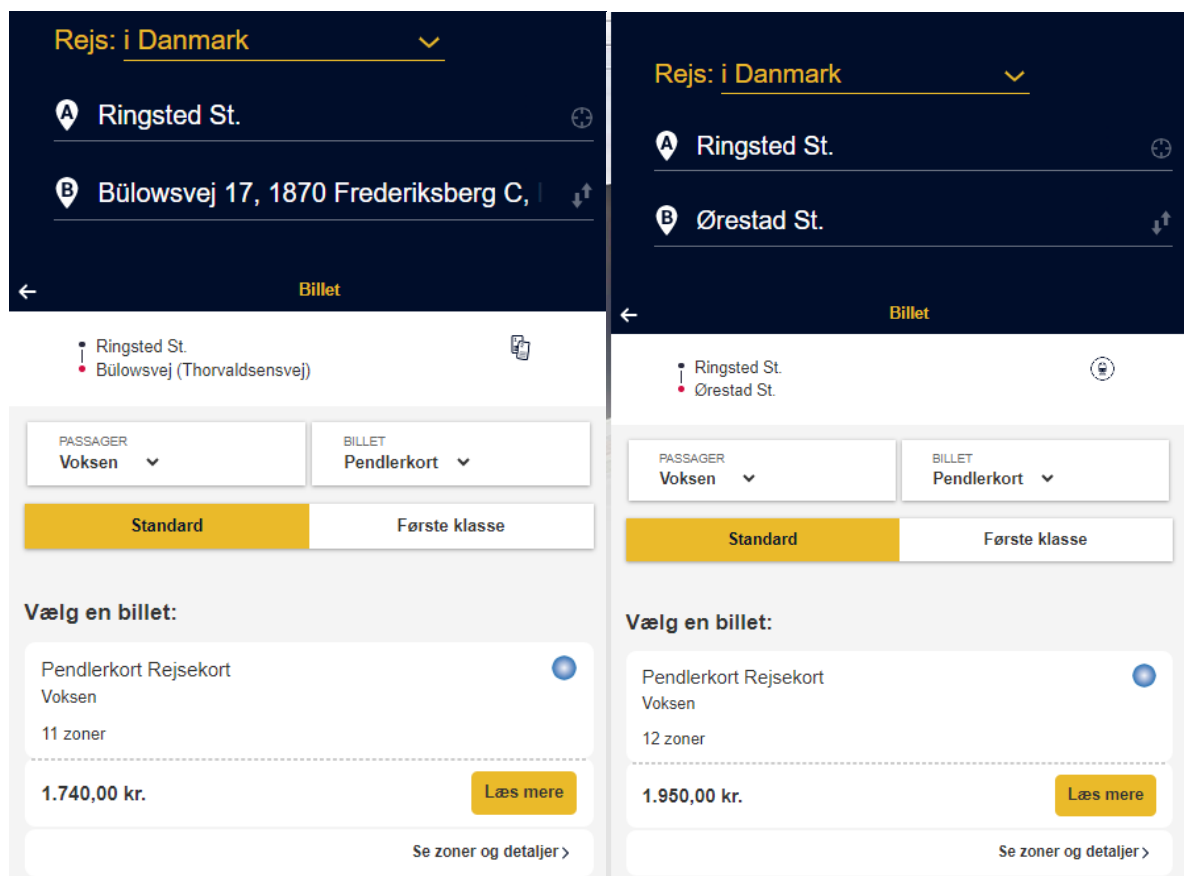 Rejs: i Danmark
A Ringsted St.
B Bülowsvej 17, 1870 Frederiksberg C,
Billet
Ringsted St.
Bülowsvej (Thorvaldsensvej)
PASSAGER
Voksen
BILLET
Pendlerkort
Standard
Første klasse
Vælg en billet:
Pendlerkort Rejsekort
Voksen
11 zoner
1.740,00 kr.
Læs mere
Se zoner og detaljer
Rejs: i Danmark
A Ringsted St.
B Ørestad St.
Billet
Ringsted St.
Ørestad St.
PASSAGER
Voksen
BILLET
Pendlerkort
Standard
Første klasse
Vælg en billet:
Pendlerkort Rejsekort
Voksen
12 zoner
1.950,00 kr.
Læs mere
Se zoner og detaljer